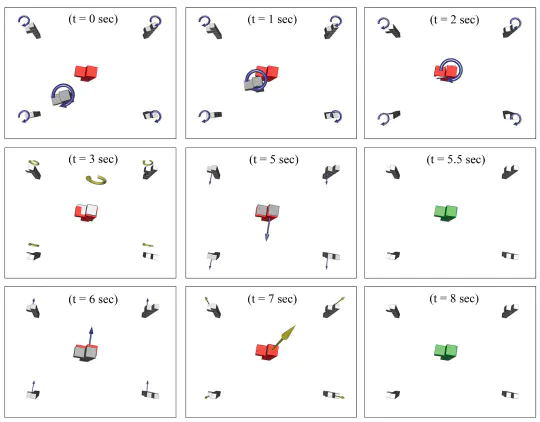 (t = 0 sec)
(t = 1 sec)
(t = 2 sec)
(t = 3 sec)
(t = 5 sec)
(t = 5.5 sec)
(t = 6 sec)
(t = 7 sec)
(t = 8 sec)